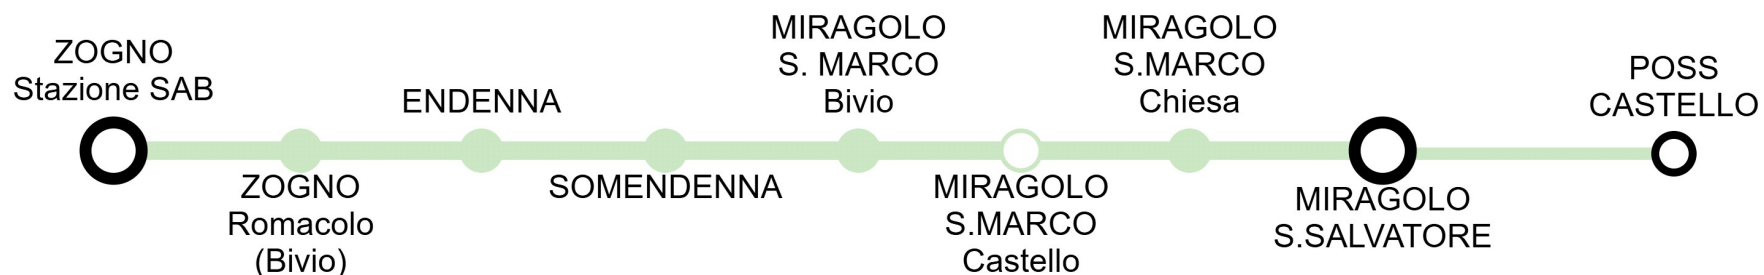 ZOGNO
Stazione SAB
ZOGNO
Romacolo
(Bivio)
ENDENNA
SOMENDENNA
MIRAGOLO
S. MARCO
Bivio
MIRAGOLO
S.MARCO
Castello
MIRAGOLO
S.MARCO
Chiesa
MIRAGOLO
S.SALVATORE
POSS
CASTELLO